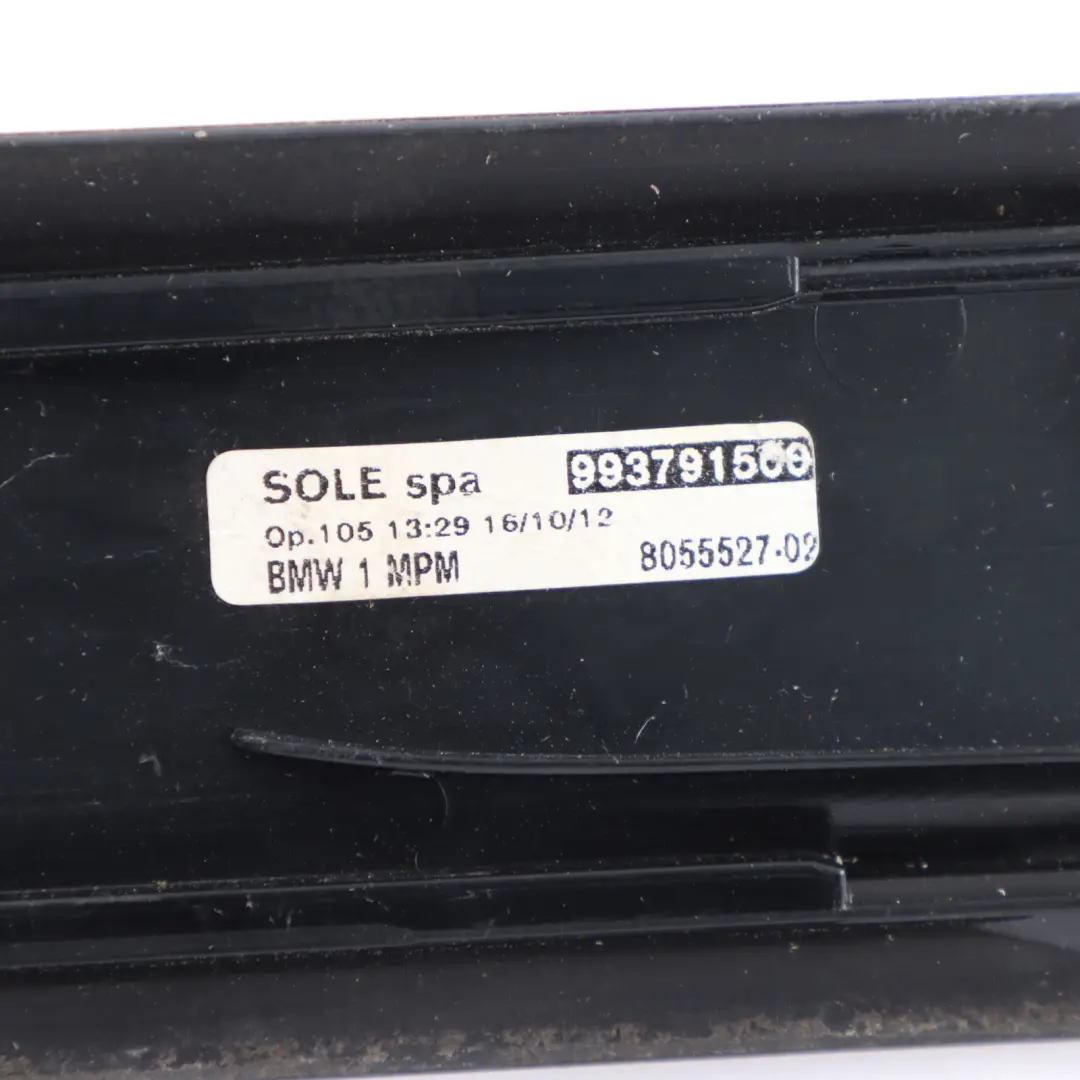 SOLE spa 993791500
Op.105 13:29 16/10/12
BMW 1 MPM 8055527-02